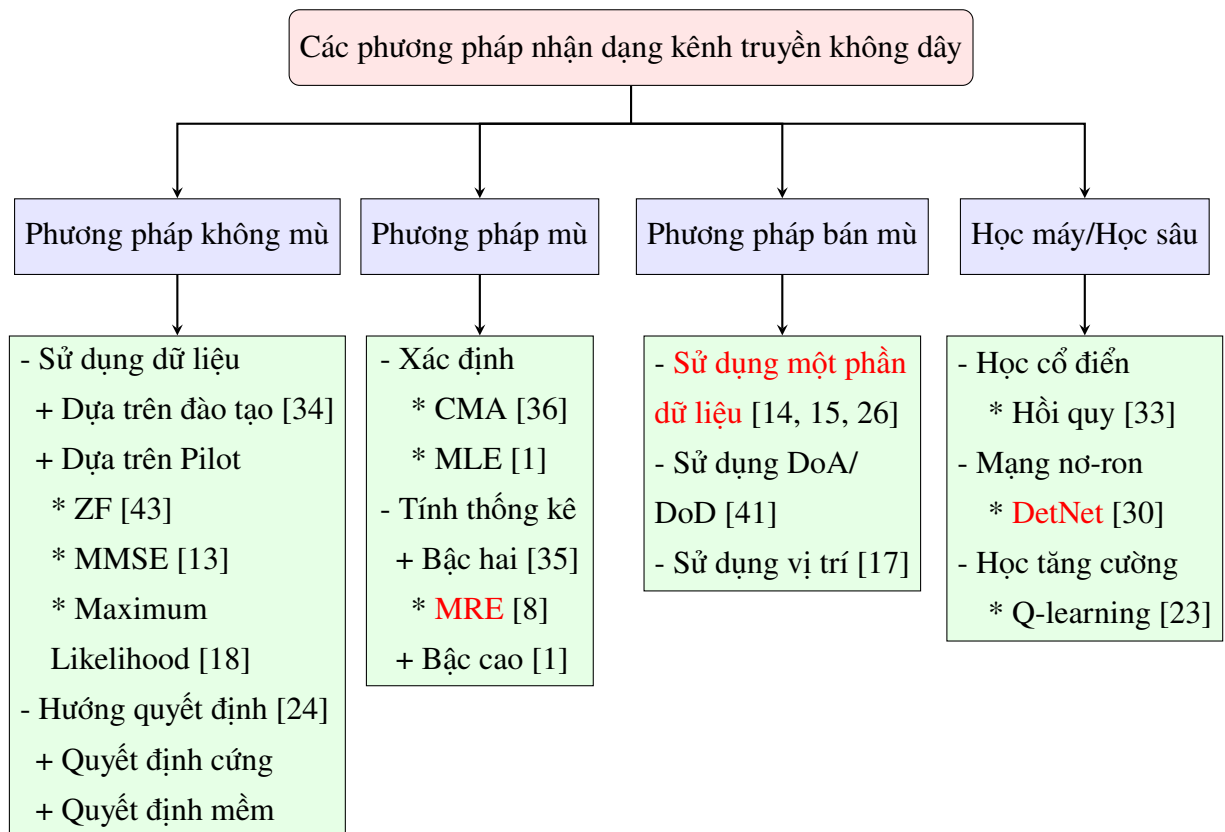 Các phương pháp nhận dạng kênh truyền không dây
Phương pháp không mù
Phương pháp mù
Phương pháp bán mù
Học máy/Học sâu
- Sử dụng dữ liệu
+ Dựa trên đào tạo [34]
+ Dựa trên Pilot
* ZF [43]
* MMSE [13]
* Maximum
Likelihood [18]
- Hướng quyết định [24]
+ Quyết định cứng
+ Quyết định mềm
- Xác định
* CMA [36]
* MLE [1]
- Tính thống kê
+ Bậc hai [35]
* MRE [8]
+ Bậc cao [1]
- Sử dụng một phần
dữ liệu [14, 15, 26]
- Sử dụng DoA/
DoD [41]
- Sử dụng vị trí [17]
- Học cổ điển
* Hồi quy [33]
- Mạng nơ-ron
* DetNet [30]
- Học tăng cường
* Q-learning [23]